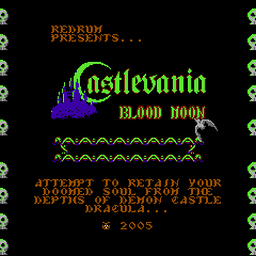 REDRUM
PRESENTS...
Castlevania
BLOOD MOON
ATTEMPT TO RETAIN YOUR
DOOMED SOUL FROM THE
DEPTHS OF DEMON CASTLE
DRACULA...
2005